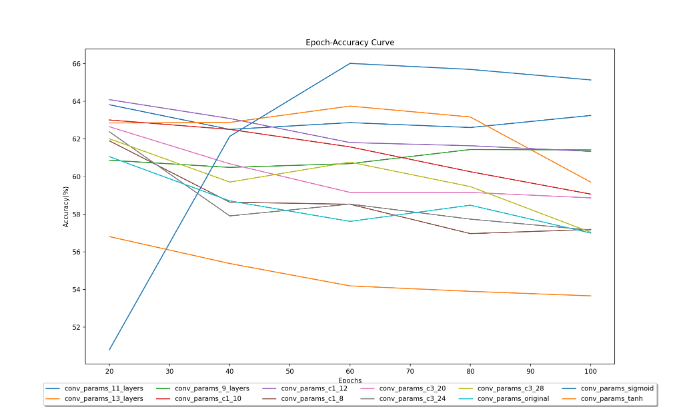 Epoch-Accuracy Curve
66
64
62
60
58
56
54
52
Accuracy(%)
20 30 40 50 60 70 80 90 100
Epochs
conv_params_11_layers conv_params_9_layers conv_params_c1_12 conv_params_c3_20 conv_params_c3_28 conv_params_sigmoid
conv_params_13_layers conv_params_c1_10 conv_params_c1_8 conv_params_c3_24 conv_params_original conv_params_tanh